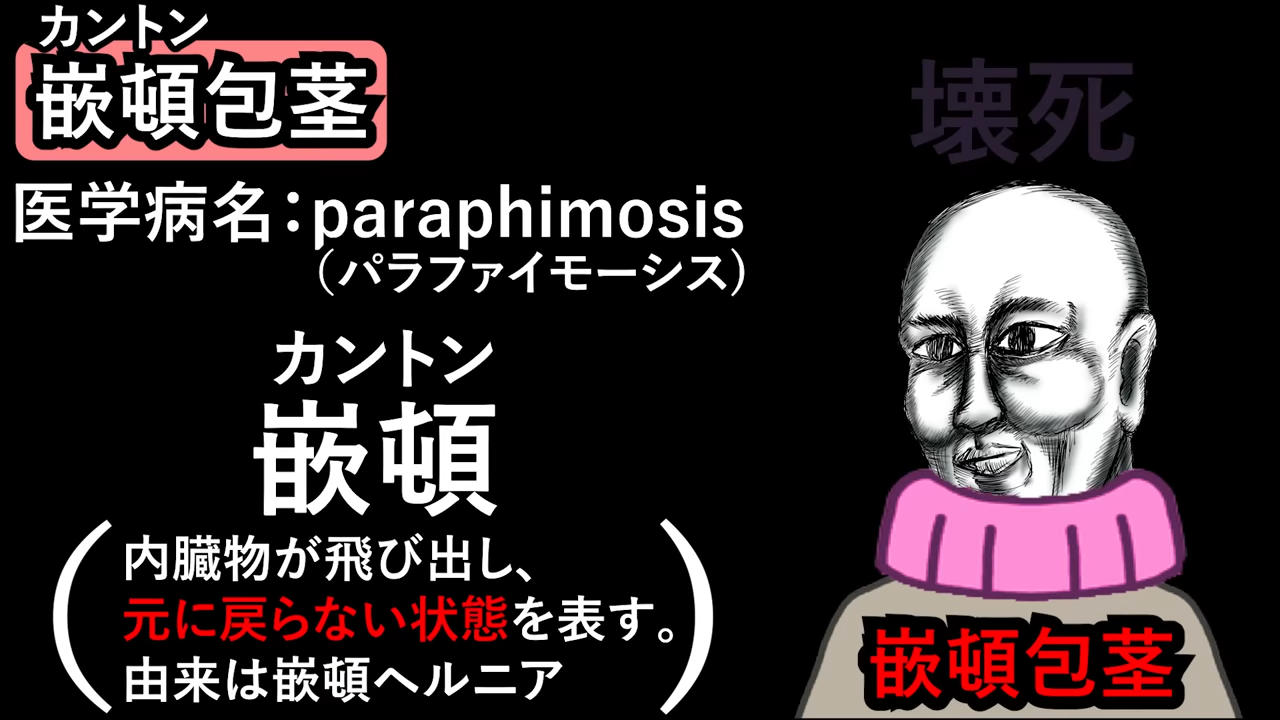 カントン
嵌頓包茎
医学病名：paraphimosis
（パラファイモーシス）
カントン
嵌頓
（内臓物が飛び出し、
元に戻らない状態を表す。
由来は嵌頓ヘルニア）
壊死
嵌頓包茎